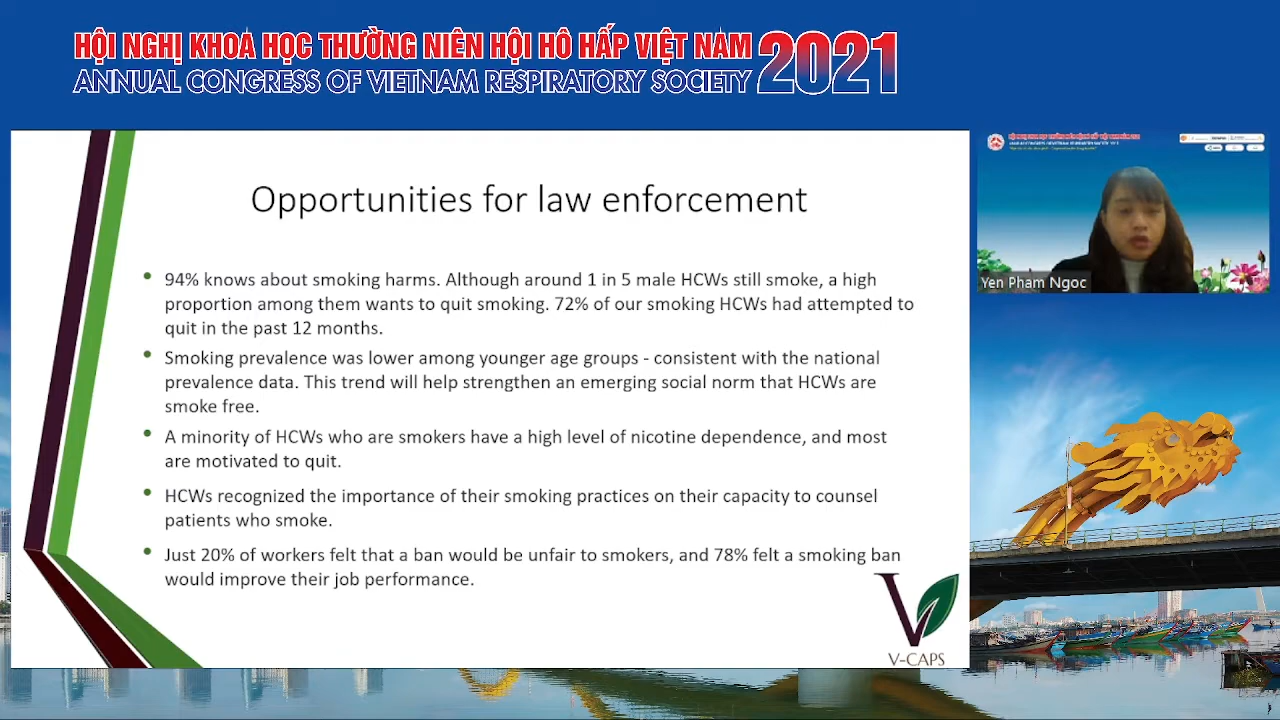 HỘI NGHỊ KHOA HỌC THƯỜNG NIÊN HỘI HÔ HẤP VIỆT NAM
ANNUAL CONGRESS OF VIETNAM RESPIRATORY SOCIETY
2021
Opportunities for law enforcement
• 94% knows about smoking harms. Although around 1 in 5 male HCWs still smoke, a high
proportion among them wants to quit smoking. 72% of our smoking HCWs had attempted to
quit in the past 12 months.
• Smoking prevalence was lower among younger age groups - consistent with the national
prevalence data. This trend will help strengthen an emerging social norm that HCWs are
smoke free.
• A minority of HCWs who are smokers have a high level of nicotine dependence, and most
are motivated to quit.
• HCWs recognized the importance of their smoking practices on their capacity to counsel
patients who smoke.
• Just 20% of workers felt that a ban would be unfair to smokers, and 78% felt a smoking ban
would improve their job performance.
V-CAPS
Yen Pham Ngoc